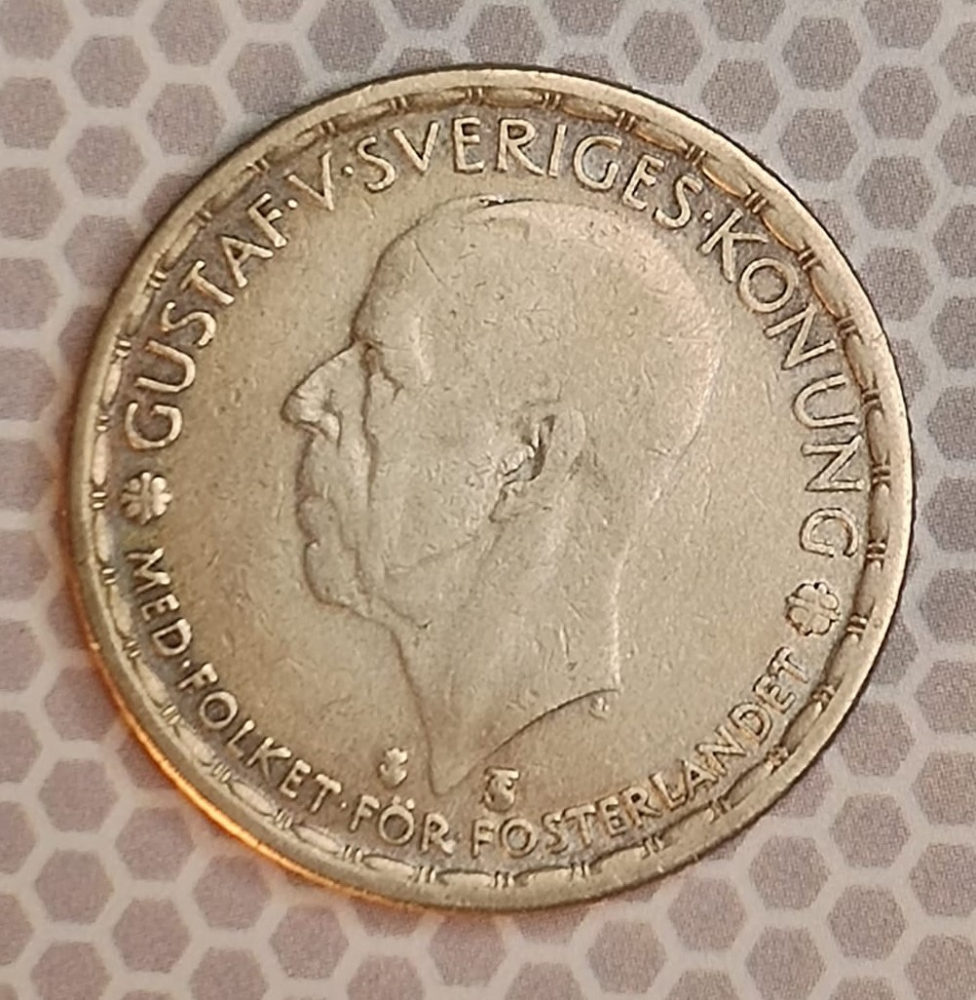 GUSTAF·V·SVERIGES·KONUNG
MED·FOLKET·FÖR·FOSTERLANDET